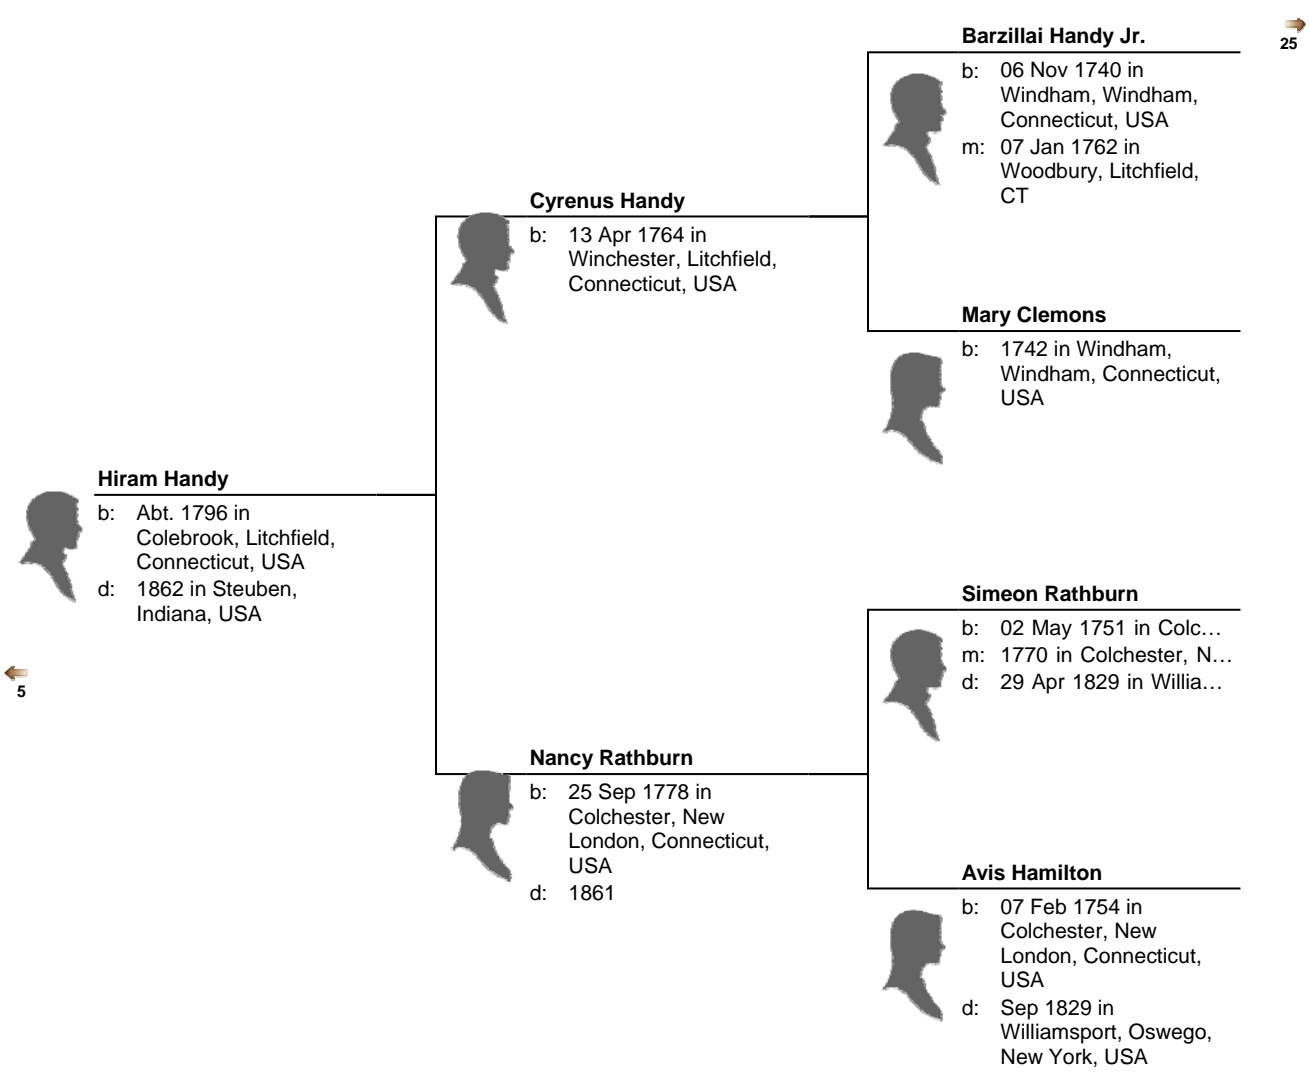 Barzillai Handy Jr.
25
b: 06 Nov 1740 in
Windham, Windham,
Connecticut, USA
m: 07 Jan 1762 in
Woodbury, Litchfield,
CT
Cyrenus Handy
b: 13 Apr 1764 in
Winchester, Litchfield,
Connecticut, USA
Mary Clemons
b: 1742 in Windham,
Windham, Connecticut,
USA
Hiram Handy
b: Abt. 1796 in
Colebrook, Litchfield,
Connecticut, USA
d: 1862 in Steuben,
Indiana, USA
5
Simeon Rathburn
b: 02 May 1751 in Colc…
m: 1770 in Colchester, N…
d: 29 Apr 1829 in Willia…
Nancy Rathburn
b: 25 Sep 1778 in
Colchester, New
London, Connecticut,
USA
d: 1861
Avis Hamilton
b: 07 Feb 1754 in
Colchester, New
London, Connecticut,
USA
d: Sep 1829 in
Williamsport, Oswego,
New York, USA